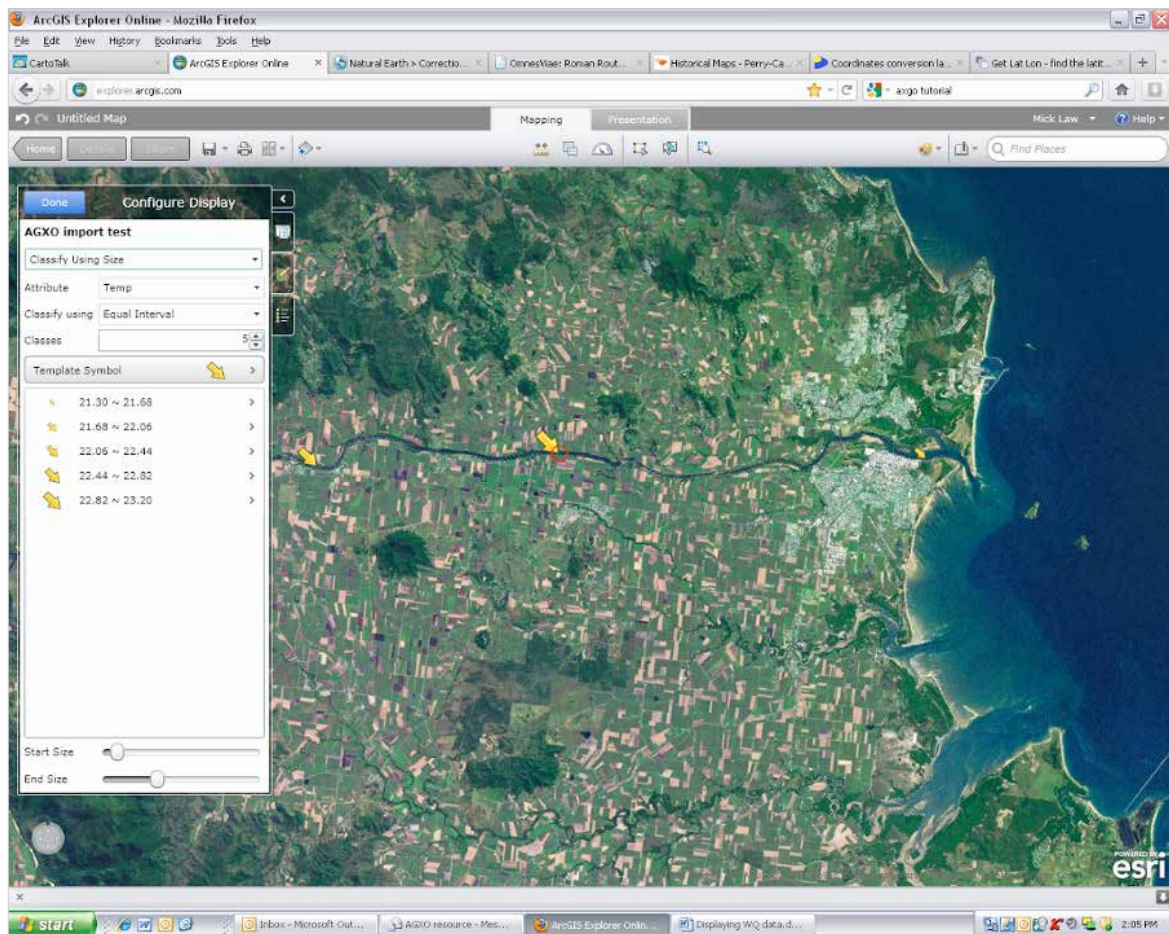 ArcGIS Explorer Online - Mozilla Firefox
File Edit View History Bookmarks Tools Help
CartoTalk
ArcGIS Explorer Online
Natural Earth » Correctio...
OmnesViae: Roman Rout...
Historical Maps - Perry-Ca...
Coordinates conversion la...
Get Lat Lon - find the latit...
explorer.arcgis.com
axgo tutorial
Untitled Map
Mapping
Presentation
Mick Law
Help
Home
Details
Share
Find Places
Done
Configure Display
AGXO import test
Classify Using Size
Attribute Temp
Classify using Equal Interval
Classes 5
Template Symbol
21.30 ~ 21.68
21.68 ~ 22.06
22.06 ~ 22.44
22.44 ~ 22.82
22.82 ~ 23.20
Start Size
End Size
POWERED BY
esri
start
Inbox - Microsoft Out...
AGXO resource - Mes...
ArcGIS Explorer Onlin...
Displaying WQ data.d...
2:05 PM